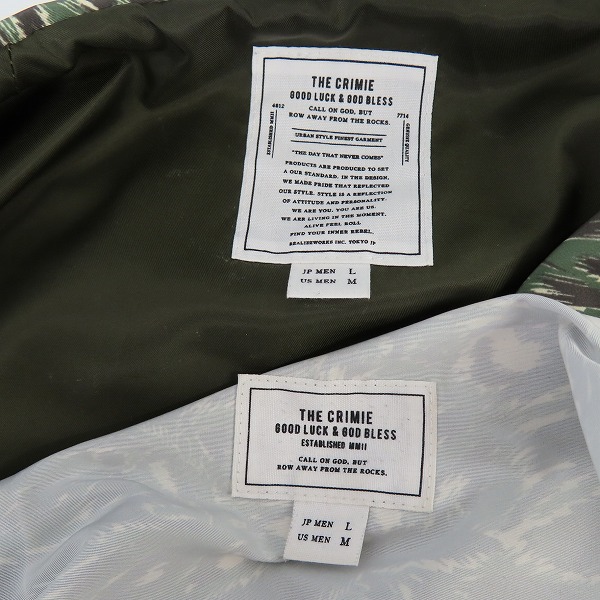 THE CRIMIE
GOOD LUCK & GOD BLESS
CALL ON GOD, BUT
ROW AWAY FROM THE ROCKS.
4812
ESTABLISHED MMII
7714
GENUINE QUALITY
URBAN STYLE FINEST GARMENT
"THE DAY THAT NEVER COMES"
PRODUCTS ARE PRODUCED TO SET
A OUR STANDARD. IN THE DESIGN,
WE MADE PRIDE THAT REFLECTED
OUR STYLE. STYLE IS A REFLECTION
OF ATTITUDE AND PERSONALITY.
WE ARE YOU. YOU ARE US.
WE ARE LIVING IN THE MOMENT.
ALIVE FEEL ROLL
FIND YOUR INNER REBEL.
REALIZEWORKS INC. TOKYO JP
JP MEN L
US MEN M
THE CRIMIE
GOOD LUCK & GOD BLESS
ESTABLISHED MMII
CALL ON GOD, BUT
ROW AWAY FROM THE ROCKS.
JP MEN L
US MEN M